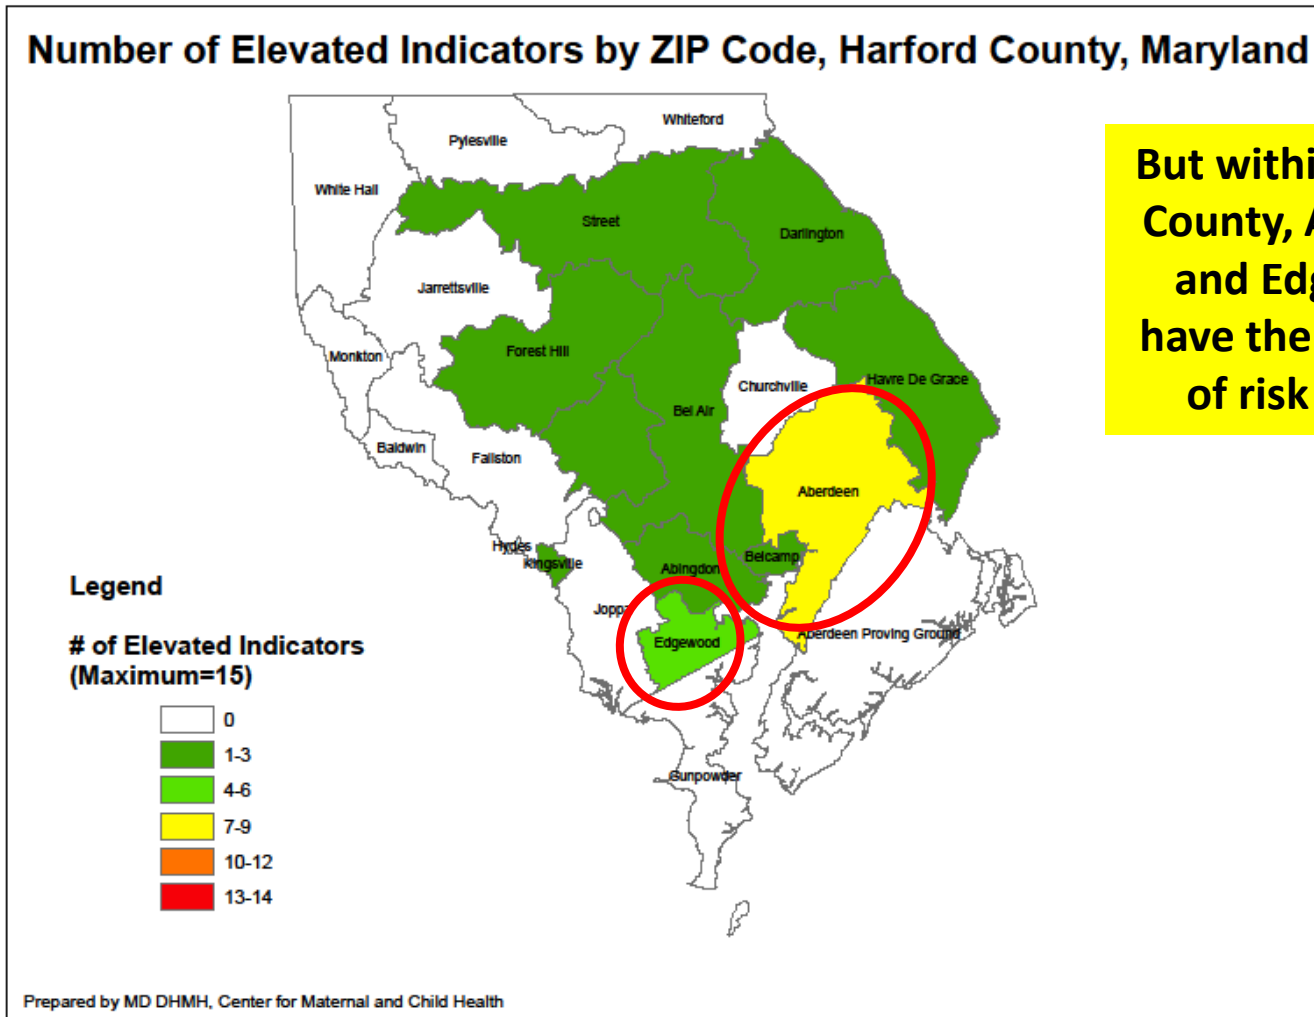 Number of Elevated Indicators by ZIP Code, Harford County, Maryland
Whiteford
Pylesville
White Hall
Street
Darlington
Jarrettsville
Forest Hill
Monkton
Churchville
Havre De Grace
Bel Air
Baldwin
Fallston
Aberdeen
Hydes
Kingsville
Belcamp
Abingdon
Joppa
Edgewood
Aberdeen Proving Ground
Gunpowder
But withi
County, A
and Edg
have the
of risk
Legend
# of Elevated Indicators
(Maximum=15)
0
1-3
4-6
7-9
10-12
13-14
Prepared by MD DHMH, Center for Maternal and Child Health